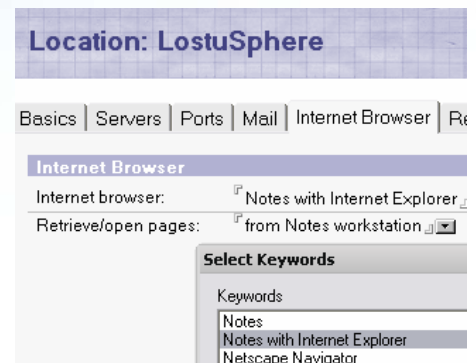 Location: LostuSphere
Basics Servers Ports Mail Internet Browser Re
Internet Browser
Internet browser: Notes with Internet Explorer
Retrieve/open pages: from Notes workstation
Select Keywords
Keywords
Notes
Notes with Internet Explorer
Netscape Navigator